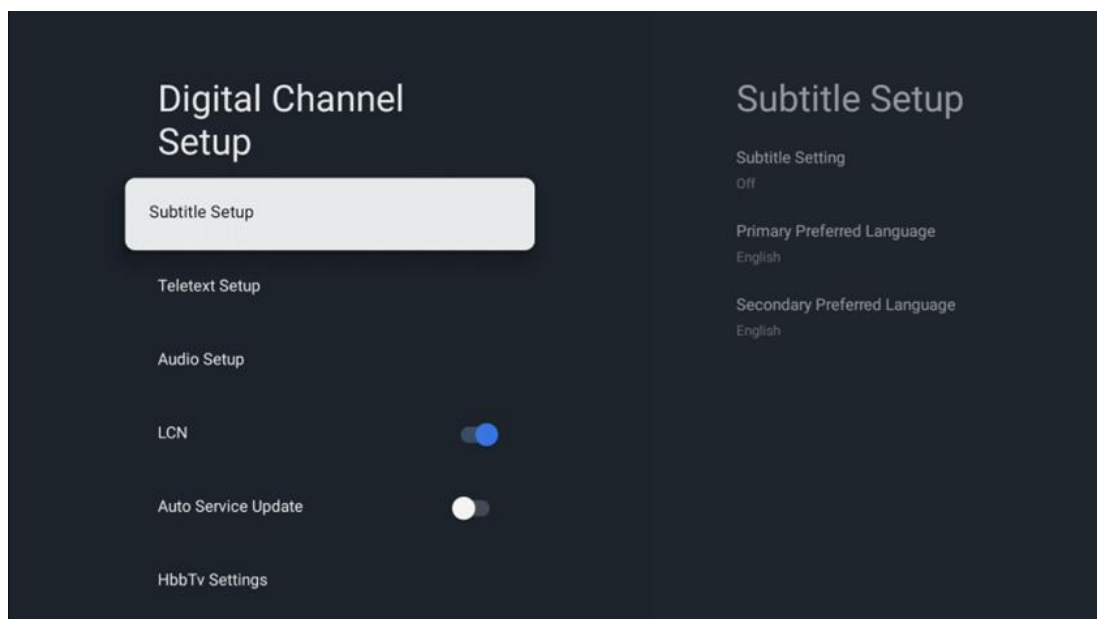 Digital Channel
Setup
Subtitle Setup
Teletext Setup
Audio Setup
LCN
Auto Service Update
HbbTv Settings
Subtitle Setup
Subtitle Setting
Off
Primary Preferred Language
English
Secondary Preferred Language
English